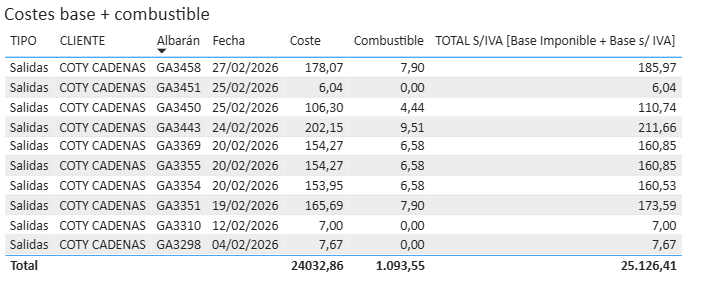 Costes base + combustible
TIPO CLIENTE Albarán Fecha Coste Combustible TOTAL S/IVA [Base Imponible + Base s/ IVA]
Salidas COTY CADENAS GA3458 27/02/2026 178,07 7,90 185,97
Salidas COTY CADENAS GA3451 25/02/2026 6,04 0,00 6,04
Salidas COTY CADENAS GA3450 25/02/2026 106,30 4,44 110,74
Salidas COTY CADENAS GA3443 24/02/2026 202,15 9,51 211,66
Salidas COTY CADENAS GA3369 20/02/2026 154,27 6,58 160,85
Salidas COTY CADENAS GA3355 20/02/2026 154,27 6,58 160,85
Salidas COTY CADENAS GA3354 20/02/2026 153,95 6,58 160,53
Salidas COTY CADENAS GA3351 19/02/2026 165,69 7,90 173,59
Salidas COTY CADENAS GA3310 12/02/2026 7,00 0,00 7,00
Salidas COTY CADENAS GA3298 04/02/2026 7,67 0,00 7,67
Total 24032,86 1.093,55 25.126,41